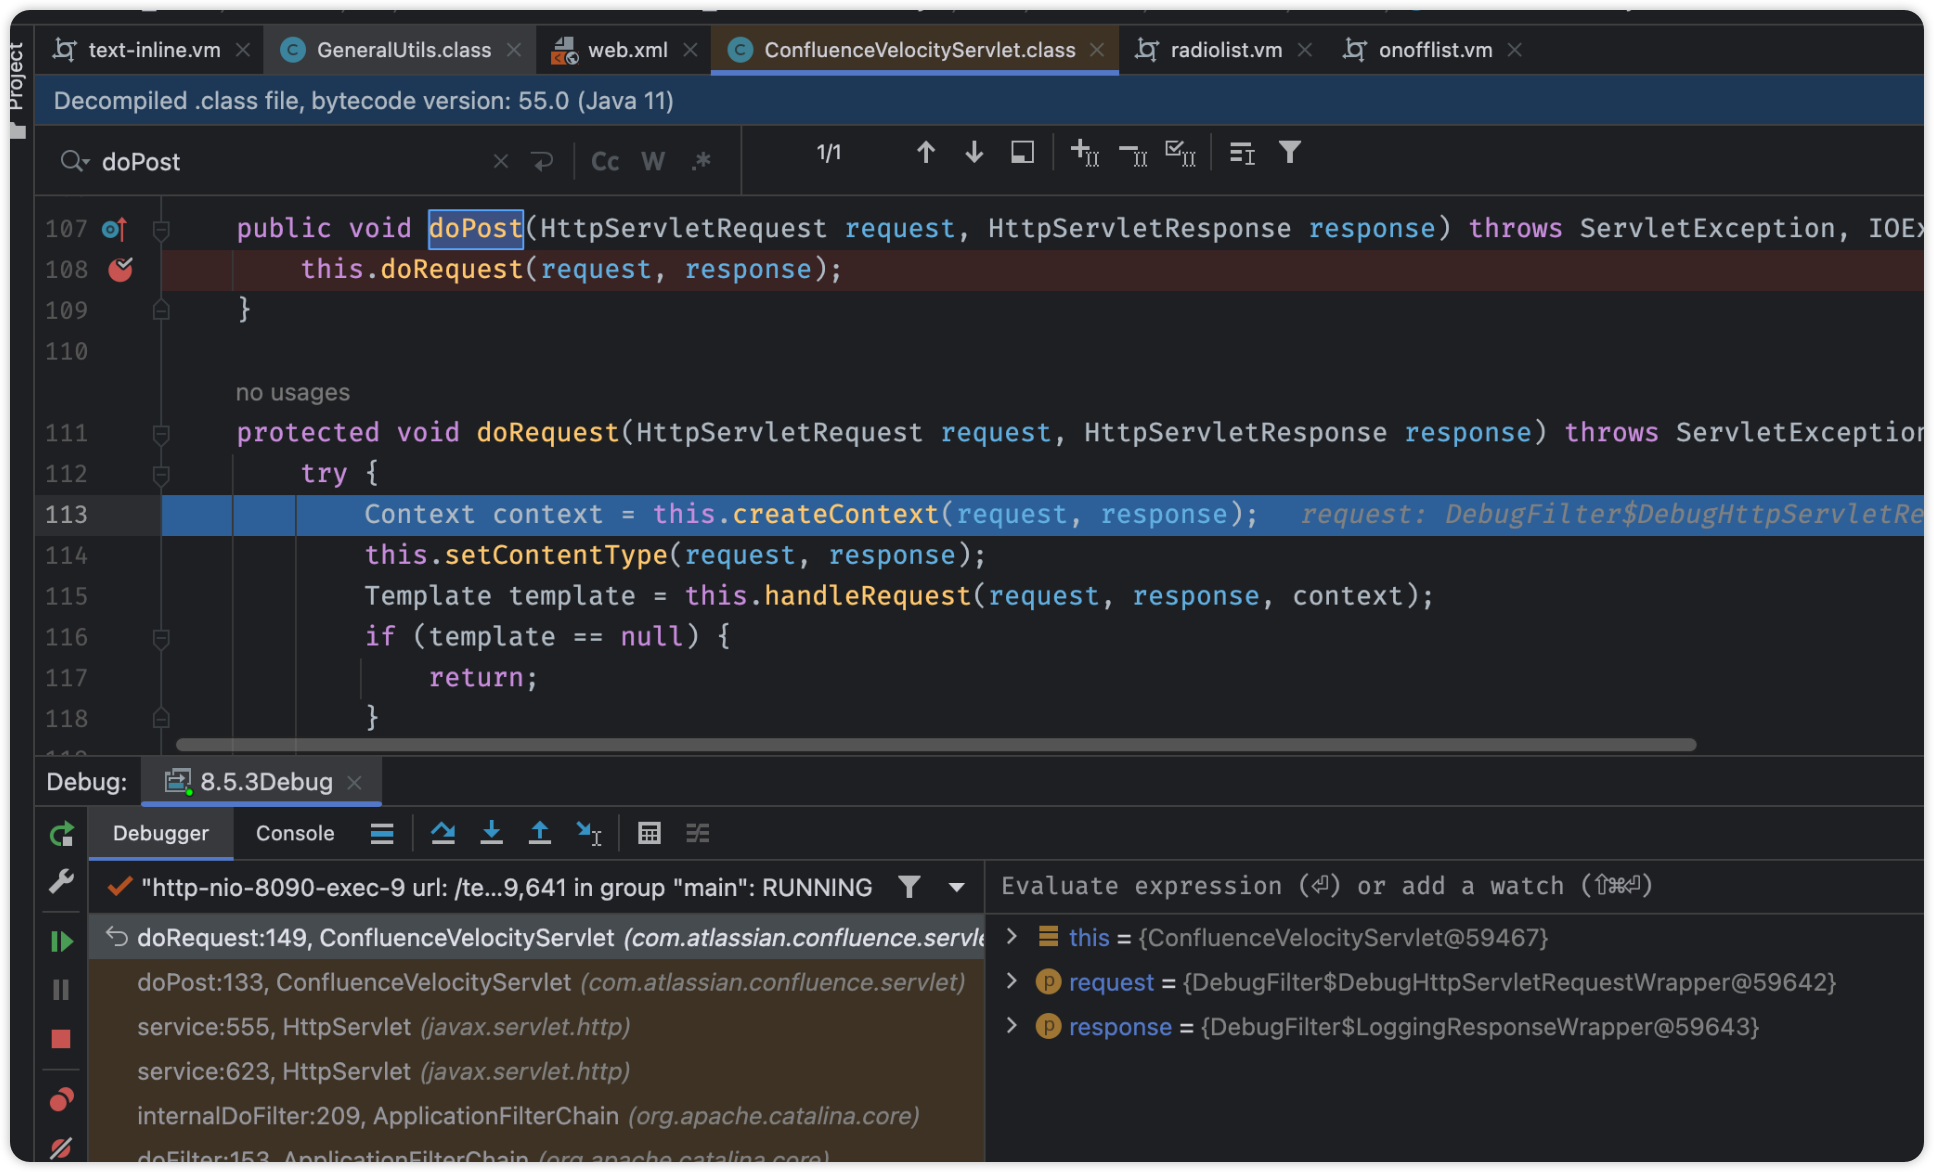 Project
text-inline.vm GeneralUtils.class web.xml ConfluenceVelocityServlet.class radiolist.vm onofflist.vm
Decompiled .class file, bytecode version: 55.0 (Java 11)
doPost Cc W .* 1/1
107 public void doPost(HttpServletRequest request, HttpServletResponse response) throws ServletException, IOEx
108 this.doRequest(request, response);
109 }
110
no usages
111 protected void doRequest(HttpServletRequest request, HttpServletResponse response) throws ServletException
112 try {
113 Context context = this.createContext(request, response); request: DebugFilter$DebugHttpServletRe
114 this.setContentType(request, response);
115 Template template = this.handleRequest(request, response, context);
116 if (template == null) {
117 return;
118 }
Debug: 8.5.3Debug
Debugger Console
"http-nio-8090-exec-9 url: /te...9,641 in group "main": RUNNING
Evaluate expression (⏎) or add a watch (⇧⌘⏎)
doRequest:149, ConfluenceVelocityServlet (com.atlassian.confluence.servle
this = {ConfluenceVelocityServlet@59467}
doPost:133, ConfluenceVelocityServlet (com.atlassian.confluence.servlet)
request = {DebugFilter$DebugHttpServletRequestWrapper@59642}
service:555, HttpServlet (javax.servlet.http)
response = {DebugFilter$LoggingResponseWrapper@59643}
service:623, HttpServlet (javax.servlet.http)
internalDoFilter:209, ApplicationFilterChain (org.apache.catalina.core)
doFilter:153, ApplicationFilterChain (org.apache.catalina.core)